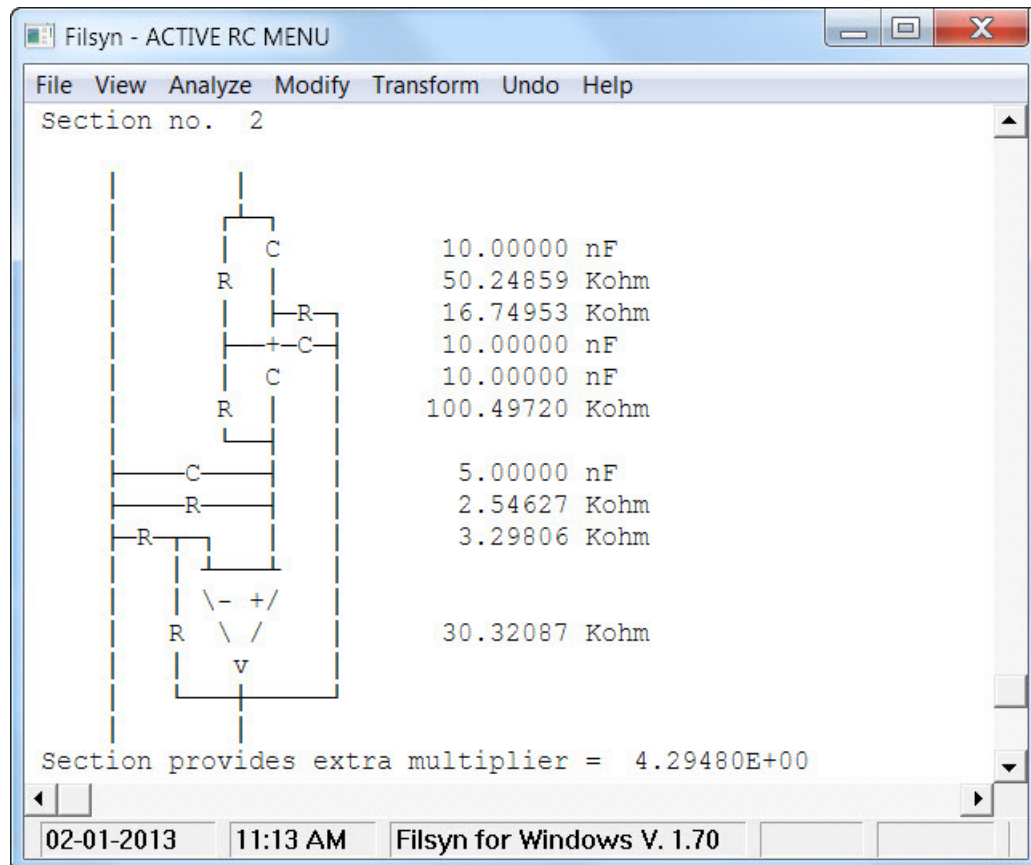 Filsyn - ACTIVE RC MENU
File View Analyze Modify Transform Undo Help
Section no. 2
C 10.00000 nF
R 50.24859 Kohm
R 16.74953 Kohm
+ C 10.00000 nF
C 10.00000 nF
R 100.49720 Kohm
C 5.00000 nF
R 2.54627 Kohm
R 3.29806 Kohm
\- +/
R \ / 30.32087 Kohm
v
Section provides extra multiplier = 4.29480E+00
02-01-2013 11:13 AM Filsyn for Windows V. 1.70